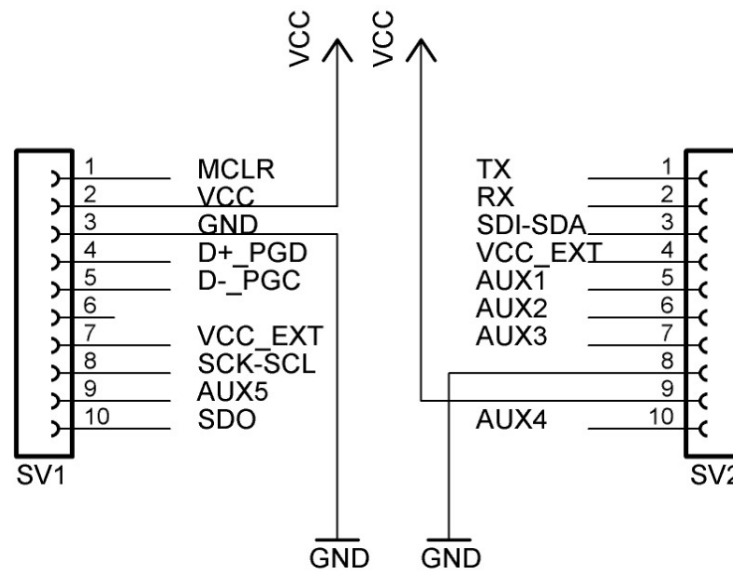 VCC VCC
1 MCLR
2 VCC
3 GND
4 D+_PGD
5 D-_PGC
6
7 VCC_EXT
8 SCK-SCL
9 AUX5
10 SDO
SV1
TX 1
RX 2
SDI-SDA 3
VCC_EXT 4
AUX1 5
AUX2 6
AUX3 7
8
9
AUX4 10
SV2
GND GND